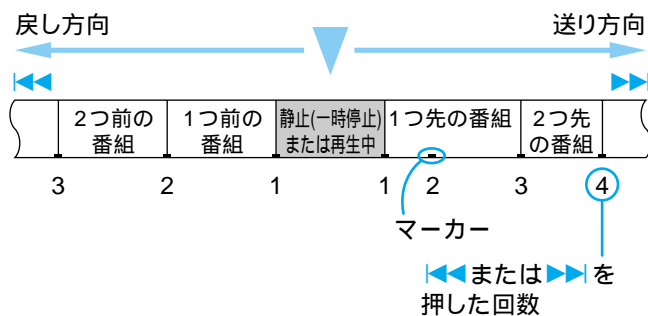 戻し方向
送り方向
2つ前の
番組
1つ前の
番組
静止(一時停止)
または再生中
1つ先の番組
2つ先
の番組
3
2
1
1
2
3
4
マーカー
⏮または⏭を
押した回数